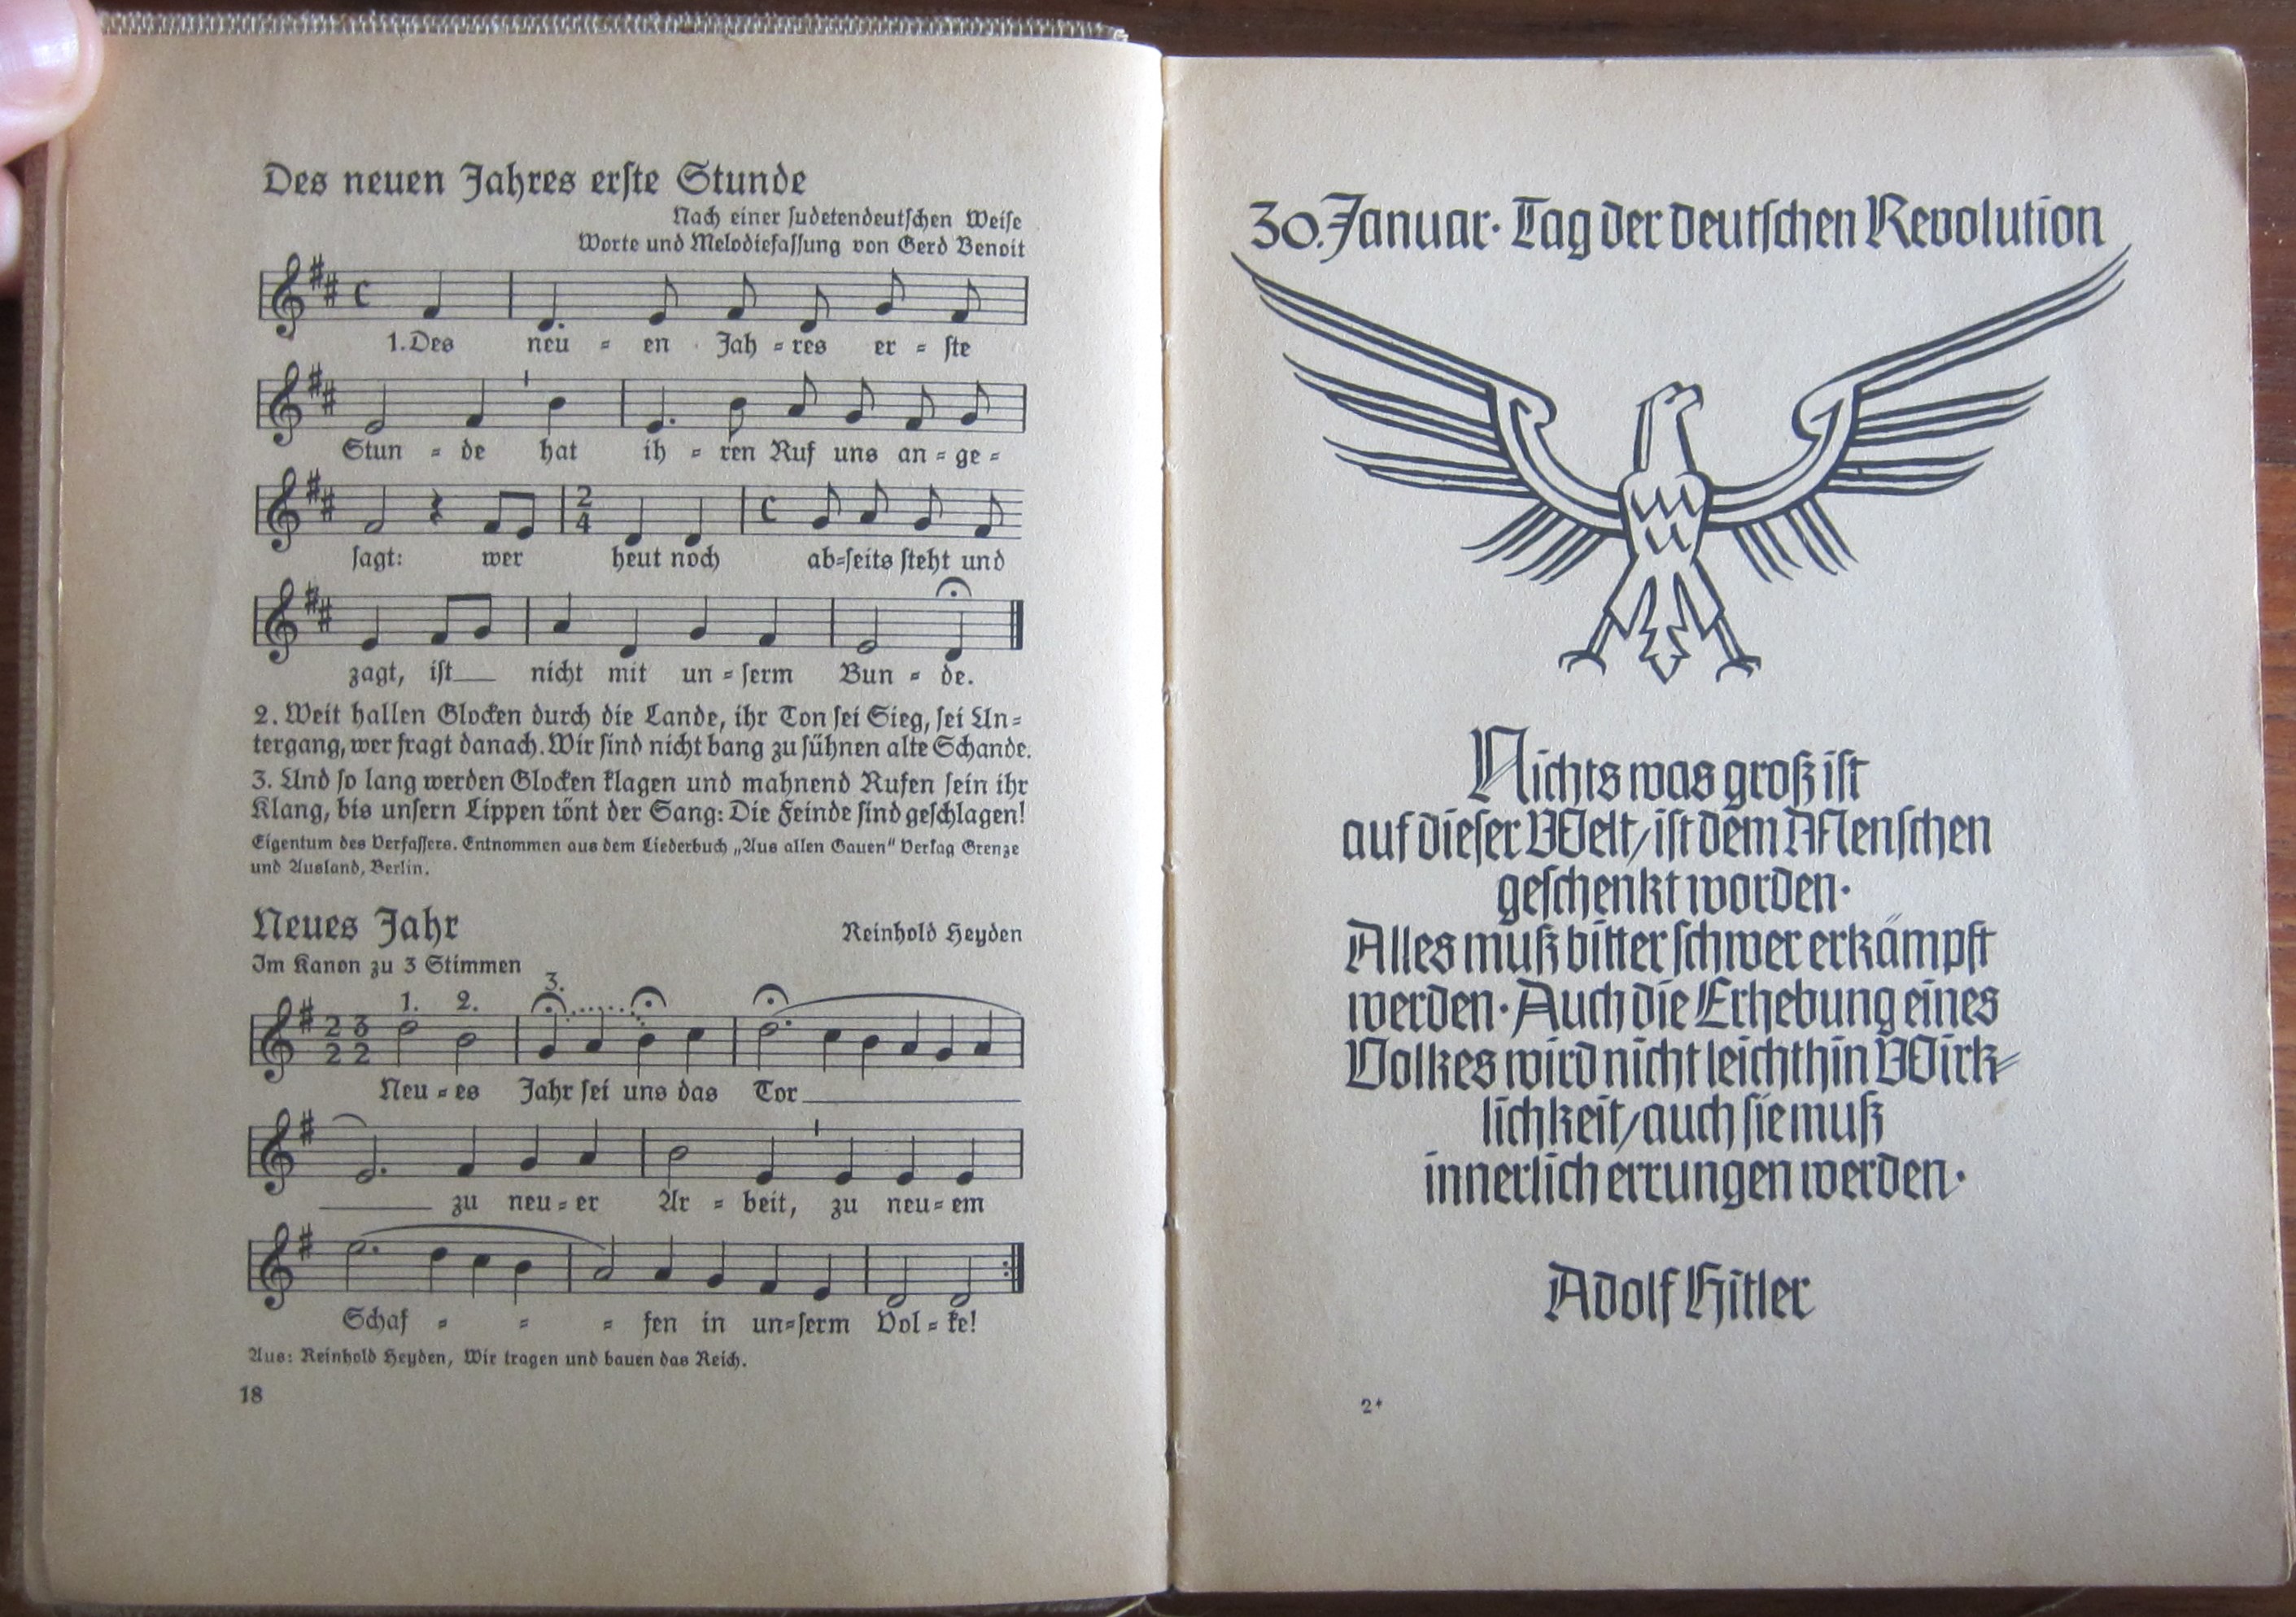 Des neuen Jahres erste Stunde
Nach einer sudetendeutschen Weise
Worte und Melodiefassung von Gerd Benoit
1. Des neu - en Jah - res er - ste
Stun - de hat ih - ren Ruf uns an - ge -
sagt: wer heut noch ab-seits steht und
zagt, ist nicht mit un - serm Bun - de.
2. Weit hallen Glocken durch die Lande, ihr Ton sei Sieg, sei Un-
tergang, wer fragt danach. Wir sind nicht bang zu sühnen alte Schande.
3. Und so lang werden Glocken klagen und mahnend Rufen sein ihr
Klang, bis unsern Lippen tönt der Sang: Die Feinde sind geschlagen!
Eigentum des Verfassers. Entnommen aus dem Liederbuch „Aus allen Gauen“ Verlag Grenze
und Ausland, Berlin.
Neues Jahr
Reinhold Heyden
Im Kanon zu 3 Stimmen
1. 2. 3.
Neu - es Jahr sei uns das Tor
zu neu - er Ar - beit, zu neu - em
Schaf - - - fen in un-serm Vol - ke!
Aus: Reinhold Heyden, Wir tragen und bauen das Reich.
18
30. Januar · Tag der deutschen Revolution
Nichts was groß ist
auf dieser Welt, ist dem Menschen
geschenkt worden·
Alles muß bitter schwer erkämpft
werden· Auch die Erhebung eines
Volkes wird nicht leichthin Wirk-
lichkeit, auch sie muß
innerlich errungen werden·
Adolf Hitler
2*